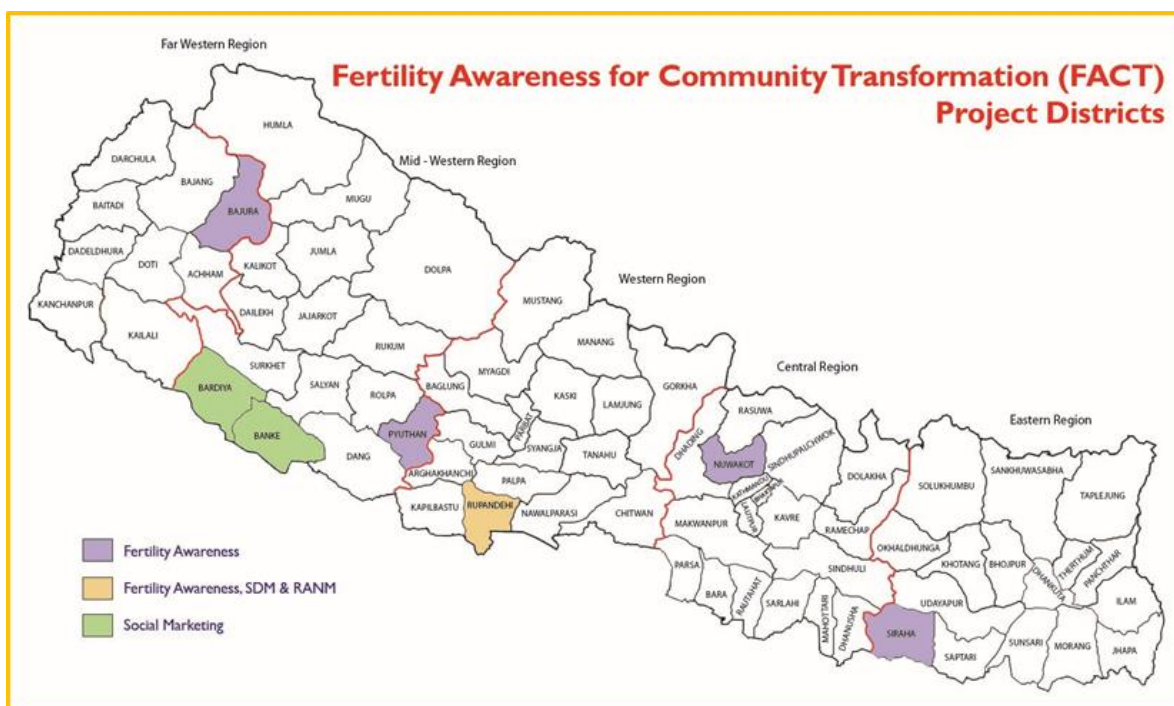 Far Western Region
Fertility Awareness for Community Transformation (FACT)
Project Districts
HUMLA
DARCHULA
Mid - Western Region
BAJANG
BAITADI
MUGU
BAJURA
DADELDHURA
JUMLA
DOTI
ACHHAM
KALIKOT
DOLPA
Western Region
KANCHANPUR
MUSTANG
DAILEKH
JAJARKOT
KAILALI
MANANG
RUKUM
MYAGDI
Central Region
SURKHET
GORKHA
BARDIYA
SALYAN
BAGLUNG
KASKI
ROLPA
LAMJUNG
RASUWA
PARBAT
Eastern Region
PYUTHAN
BANKE
GULMI
SYANGJA
DHADING
SINDHUPALCHWOK
DANG
TANAHU
NUWAKOT
DOLAKHA
SANKHUWASABHA
ARGHAKHANCHI
PALPA
SOLUKHUMBU
TAPLEJUNG
KATHMANDU
BHAKTAPUR
KAPILBASTU
RUPANDEHI
NAWALPARASI
CHITWAN
MAKWANPUR
LALITPUR
KAVRE
RAMECHAP
OKHALDHUNGA
THERTHUM
PANCHTHAR
KHOTANG
BHOJPUR
PARSA
SINDHULI
DHANKUTA
BARA
RAUTAHAT
SARLAHI
MAHOTTARI
DHANUSHA
UDAYAPUR
ILAM
SIRAHA
SAPTARI
SUNSARI
MORANG
JHAPA
Fertility Awareness
Fertility Awareness, SDM & RANM
Social Marketing